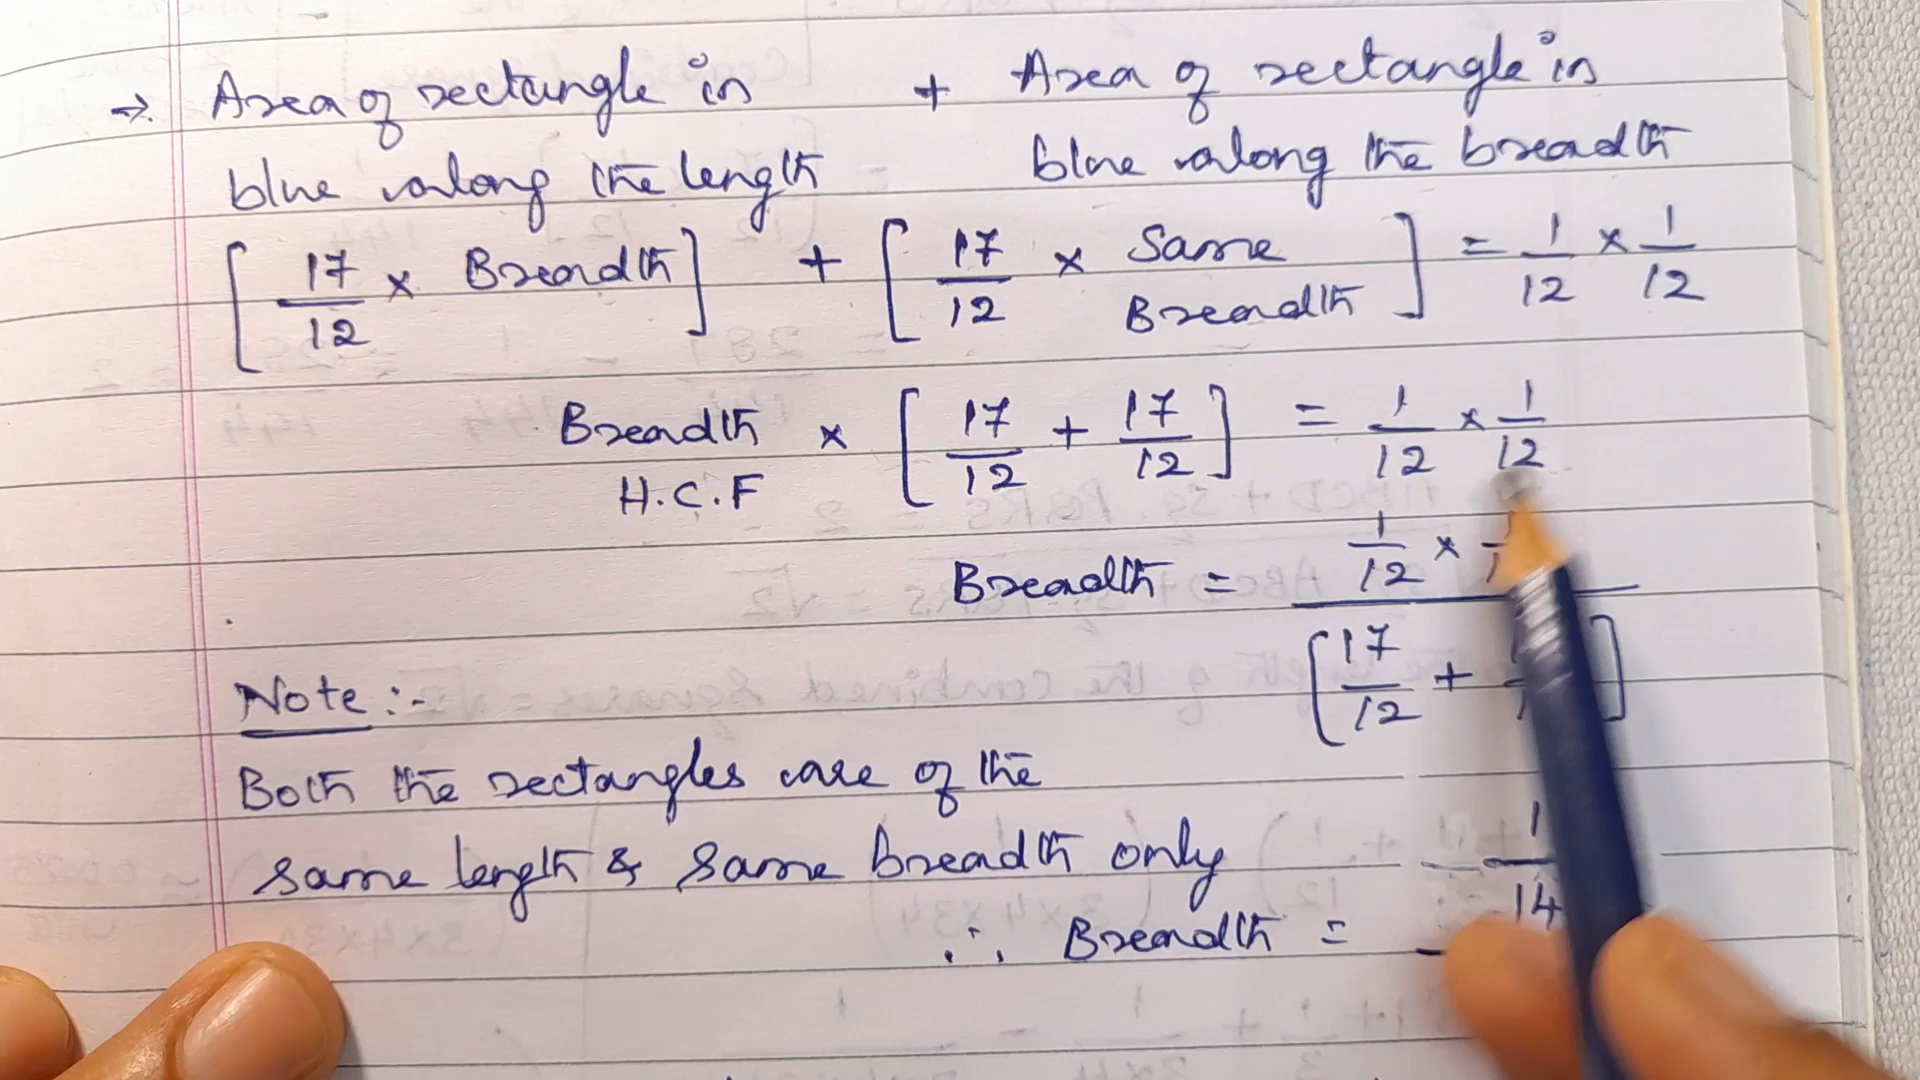 → Area of rectangle in + Area of rectangle in
blue along the length blue along the breadth
[17/12 × Breadth] + [17/12 × Same Breadth] = 1/12 × 1/12
Breadth × [17/12 + 17/12] = 1/12 × 1/12
H.C.F
Breadth = 1/12 ×
[17/12 +       ]
Note :-
Both the rectangles are of the
same length & same breadth only
∴ Breadth = 1/14